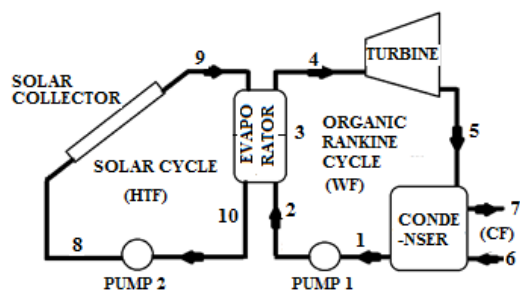 9
4
TURBINE
SOLAR
COLLECTOR
EVAPO
RATOR
3
ORGANIC
RANKINE
CYCLE
(WF)
5
SOLAR CYCLE
(HTF)
10
2
CONDE
-NSER
7
(CF)
6
8
1
PUMP 2
PUMP 1